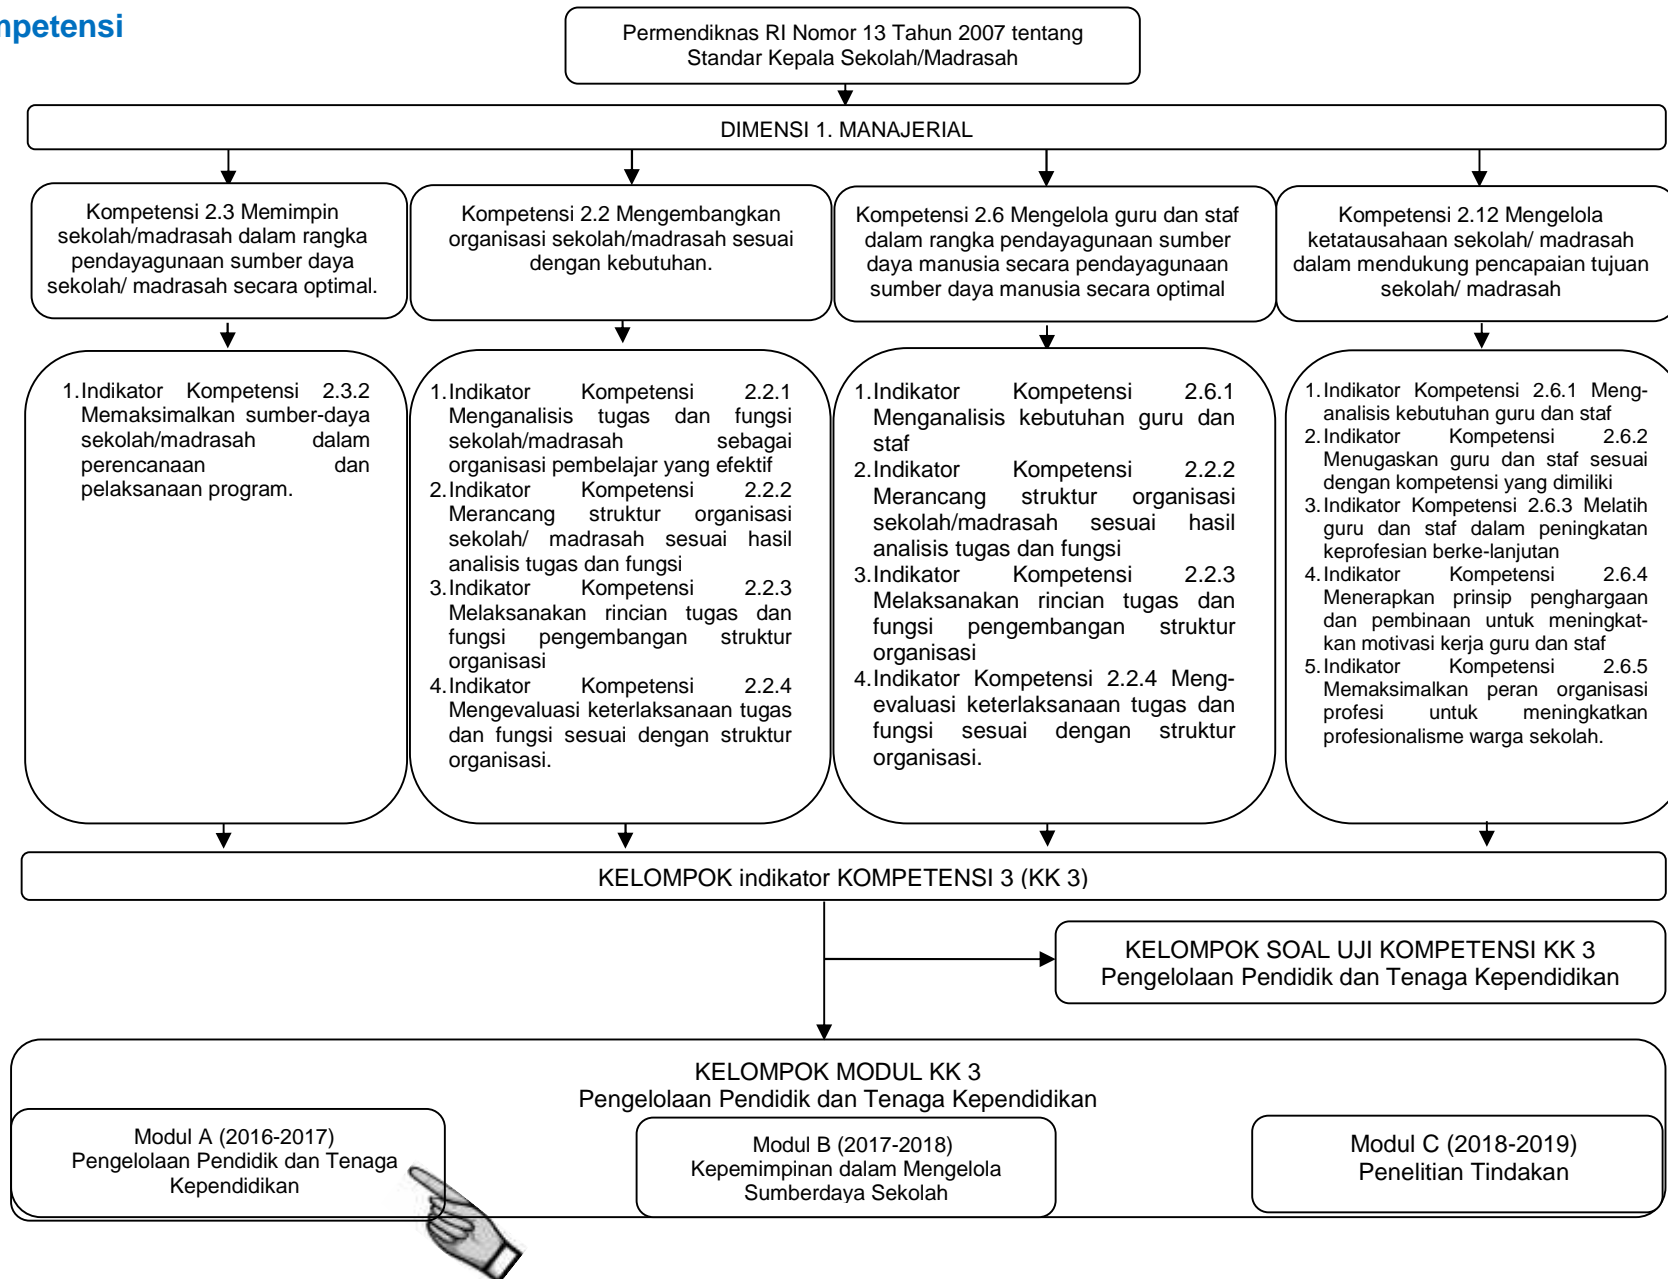 mpetensi
Permendiknas RI Nomor 13 Tahun 2007 tentang
Standar Kepala Sekolah/Madrasah
DIMENSI 1. MANAJERIAL
Kompetensi 2.3 Memimpin
sekolah/madrasah dalam rangka
pendayagunaan sumber daya
sekolah/ madrasah secara optimal.
Kompetensi 2.2 Mengembangkan
organisasi sekolah/madrasah sesuai
dengan kebutuhan.
Kompetensi 2.6 Mengelola guru dan staf
dalam rangka pendayagunaan sumber
daya manusia secara pendayagunaan
sumber daya manusia secara optimal
Kompetensi 2.12 Mengelola
ketatausahaan sekolah/ madrasah
dalam mendukung pencapaian tujuan
sekolah/ madrasah
1.Indikator Kompetensi 2.3.2
Memaksimalkan sumber-daya
sekolah/madrasah dalam
perencanaan dan
pelaksanaan program.
1.Indikator Kompetensi 2.2.1
Menganalisis tugas dan fungsi
sekolah/madrasah sebagai
organisasi pembelajar yang efektif
2.Indikator Kompetensi 2.2.2
Merancang struktur organisasi
sekolah/ madrasah sesuai hasil
analisis tugas dan fungsi
3.Indikator Kompetensi 2.2.3
Melaksanakan rincian tugas dan
fungsi pengembangan struktur
organisasi
4.Indikator Kompetensi 2.2.4
Mengevaluasi keterlaksanaan tugas
dan fungsi sesuai dengan struktur
organisasi.
1.Indikator Kompetensi 2.6.1
Menganalisis kebutuhan guru dan
staf
2.Indikator Kompetensi 2.2.2
Merancang struktur organisasi
sekolah/madrasah sesuai hasil
analisis tugas dan fungsi
3.Indikator Kompetensi 2.2.3
Melaksanakan rincian tugas dan
fungsi pengembangan struktur
organisasi
4.Indikator Kompetensi 2.2.4 Meng-
evaluasi keterlaksanaan tugas dan
fungsi sesuai dengan struktur
organisasi.
1.Indikator Kompetensi 2.6.1 Meng-
analisis kebutuhan guru dan staf
2.Indikator Kompetensi 2.6.2
Menugaskan guru dan staf sesuai
dengan kompetensi yang dimiliki
3.Indikator Kompetensi 2.6.3 Melatih
guru dan staf dalam peningkatan
keprofesian berke-lanjutan
4.Indikator Kompetensi 2.6.4
Menerapkan prinsip penghargaan
dan pembinaan untuk meningkat-
kan motivasi kerja guru dan staf
5.Indikator Kompetensi 2.6.5
Memaksimalkan peran organisasi
profesi untuk meningkatkan
profesionalisme warga sekolah.
KELOMPOK indikator KOMPETENSI 3 (KK 3)
KELOMPOK SOAL UJI KOMPETENSI KK 3
Pengelolaan Pendidik dan Tenaga Kependidikan
KELOMPOK MODUL KK 3
Pengelolaan Pendidik dan Tenaga Kependidikan
Modul A (2016-2017)
Pengelolaan Pendidik dan Tenaga
Kependidikan
Modul B (2017-2018)
Kepemimpinan dalam Mengelola
Sumberdaya Sekolah
Modul C (2018-2019)
Penelitian Tindakan